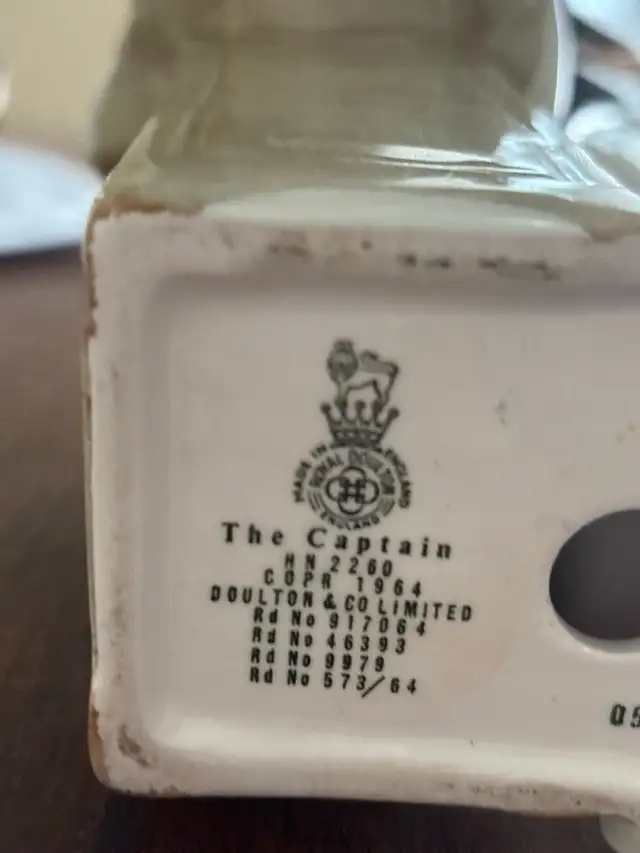 MADE IN ENGLAND
ROYAL DOULTON
ENGLAND
The Captain
HN 2260
COPR 1964
DOULTON & CO LIMITED
Rd No 917064
Rd No 46393
Rd No 9979
Rd No 573/64
05